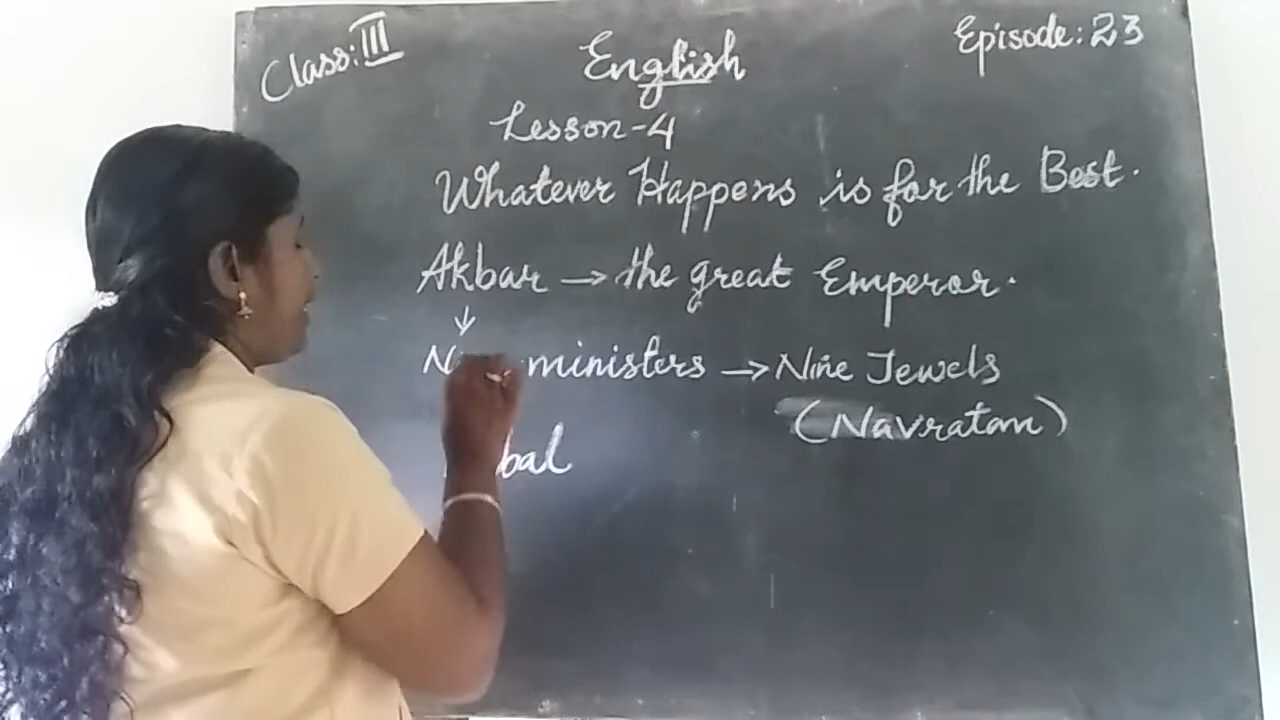 Class: III
English
Episode: 23
Lesson-4
Whatever Happens is for the Best.
Akbar → the great Emperor.
↓
ministers → Nine Jewels
(Navratan)